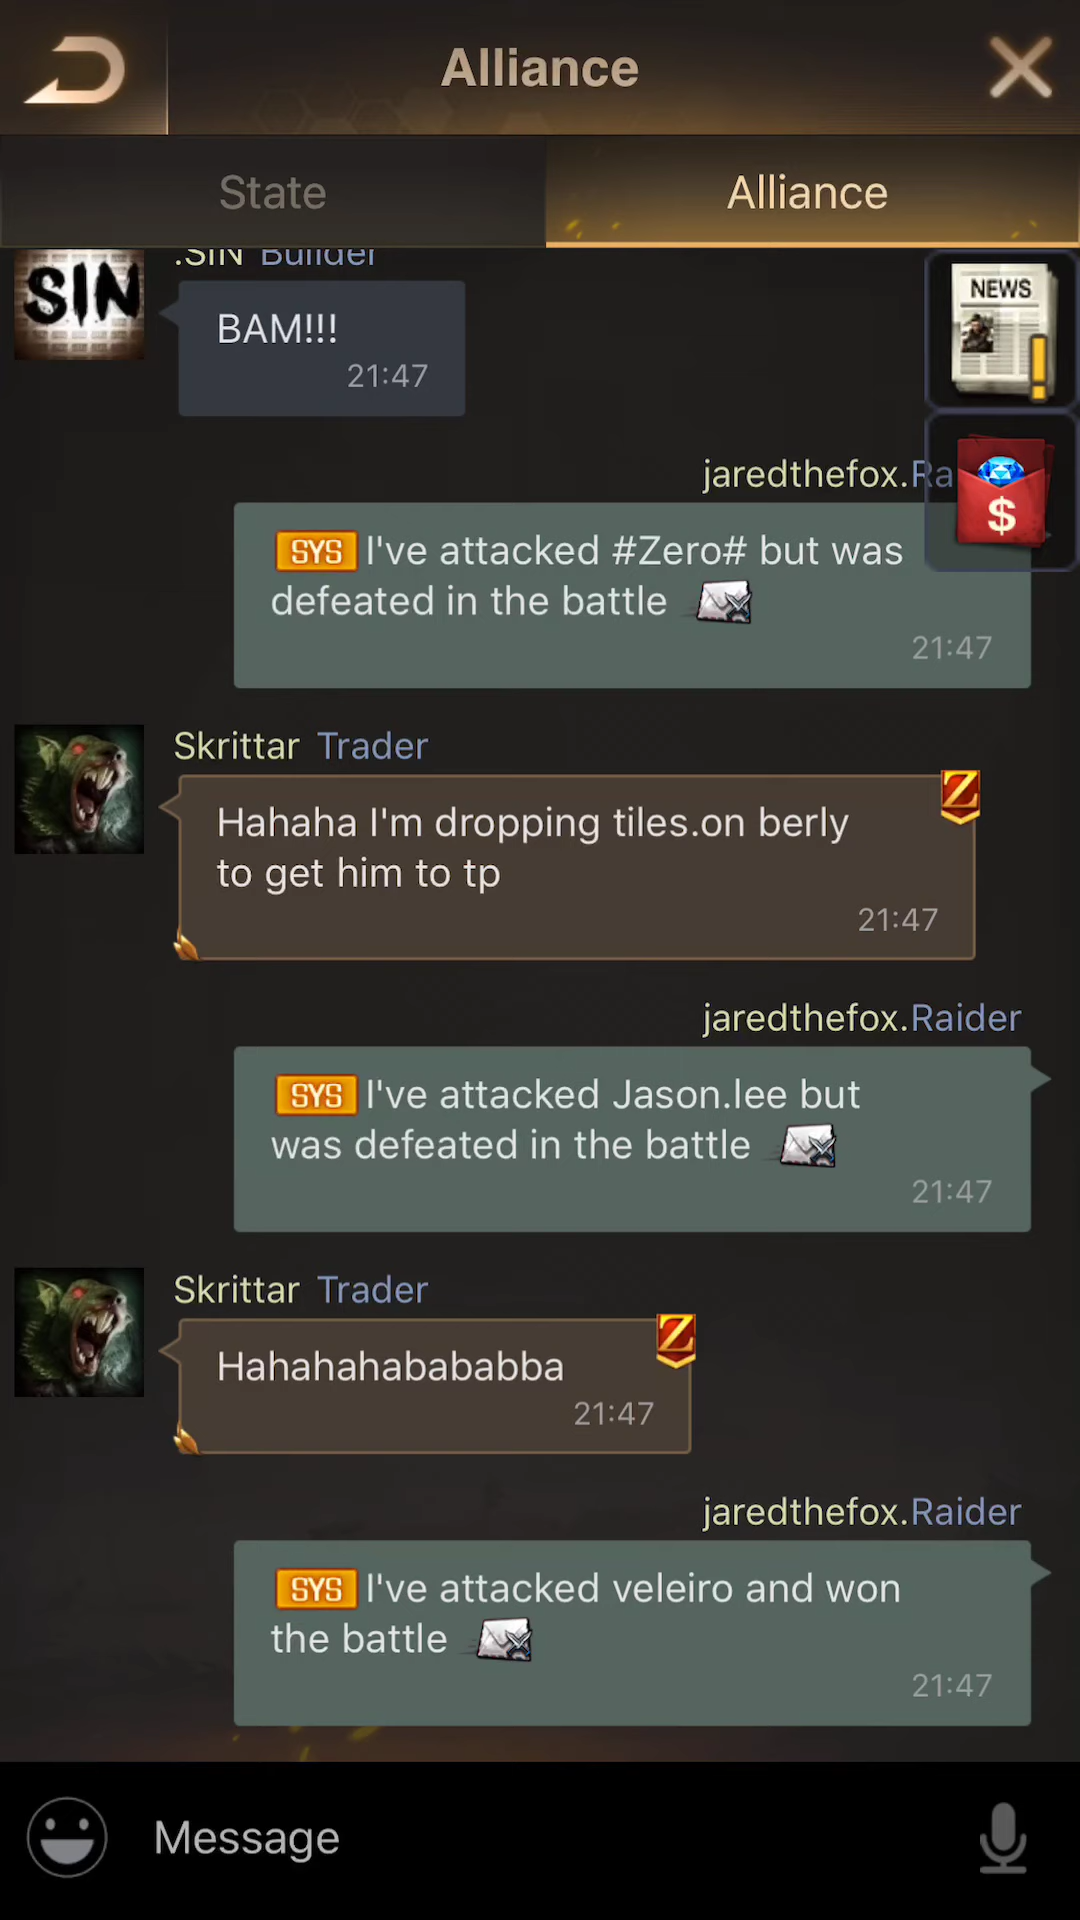 Alliance
State
Alliance
.SIN Builder
SIN
BAM!!!
21:47
NEWS
$
jaredthefox.Ra
SYS I've attacked #Zero# but was
defeated in the battle
21:47
Skrittar Trader
Z
Hahaha I'm dropping tiles.on berly
to get him to tp
21:47
jaredthefox.Raider
SYS I've attacked Jason.lee but
was defeated in the battle
21:47
Skrittar Trader
Z
Hahahahabababba
21:47
jaredthefox.Raider
SYS I've attacked veleiro and won
the battle
21:47
Message